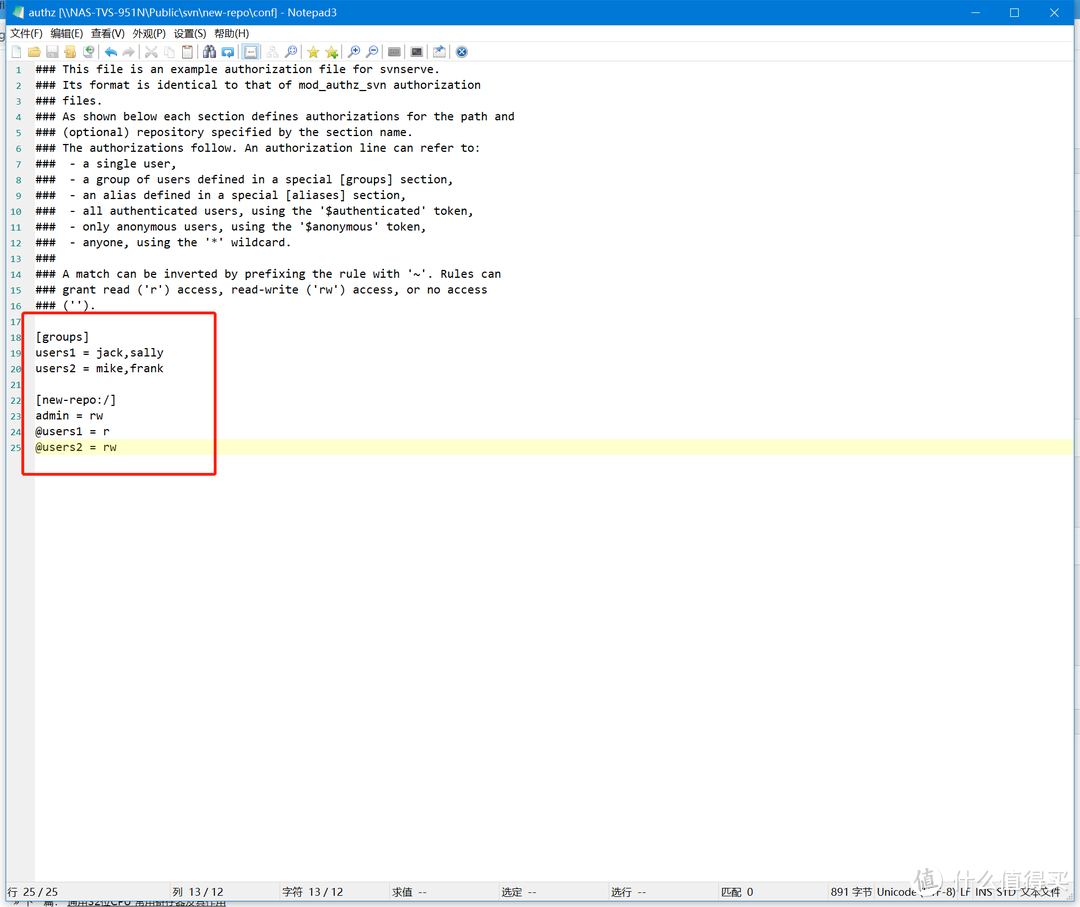 authz [\\NAS-TVS-951N\Public\svn\new-repo\conf] - Notepad3
文件(F) 编辑(E) 查看(V) 外观(P) 设置(S) 帮助(H)
1 ### This file is an example authorization file for svnserve.
2 ### Its format is identical to that of mod_authz_svn authorization
3 ### files.
4 ### As shown below each section defines authorizations for the path and
5 ### (optional) repository specified by the section name.
6 ### The authorizations follow. An authorization line can refer to:
7 ###  - a single user,
8 ###  - a group of users defined in a special [groups] section,
9 ###  - an alias defined in a special [aliases] section,
10 ###  - all authenticated users, using the '$authenticated' token,
11 ###  - only anonymous users, using the '$anonymous' token,
12 ###  - anyone, using the '*' wildcard.
13 ###
14 ### A match can be inverted by prefixing the rule with '~'. Rules can
15 ### grant read ('r') access, read-write ('rw') access, or no access
16 ### ('').
17
18 [groups]
19 users1 = jack,sally
20 users2 = mike,frank
21
22 [new-repo:/]
23 admin = rw
24 @users1 = r
25 @users2 = rw
行 25 / 25 列 13 / 12 字符 13 / 12 求值 -- 选定 -- 选行 -- 匹配 0 891 字节 Unicode (UTF-8) LF INS STD 文本文件
值 什么值得买